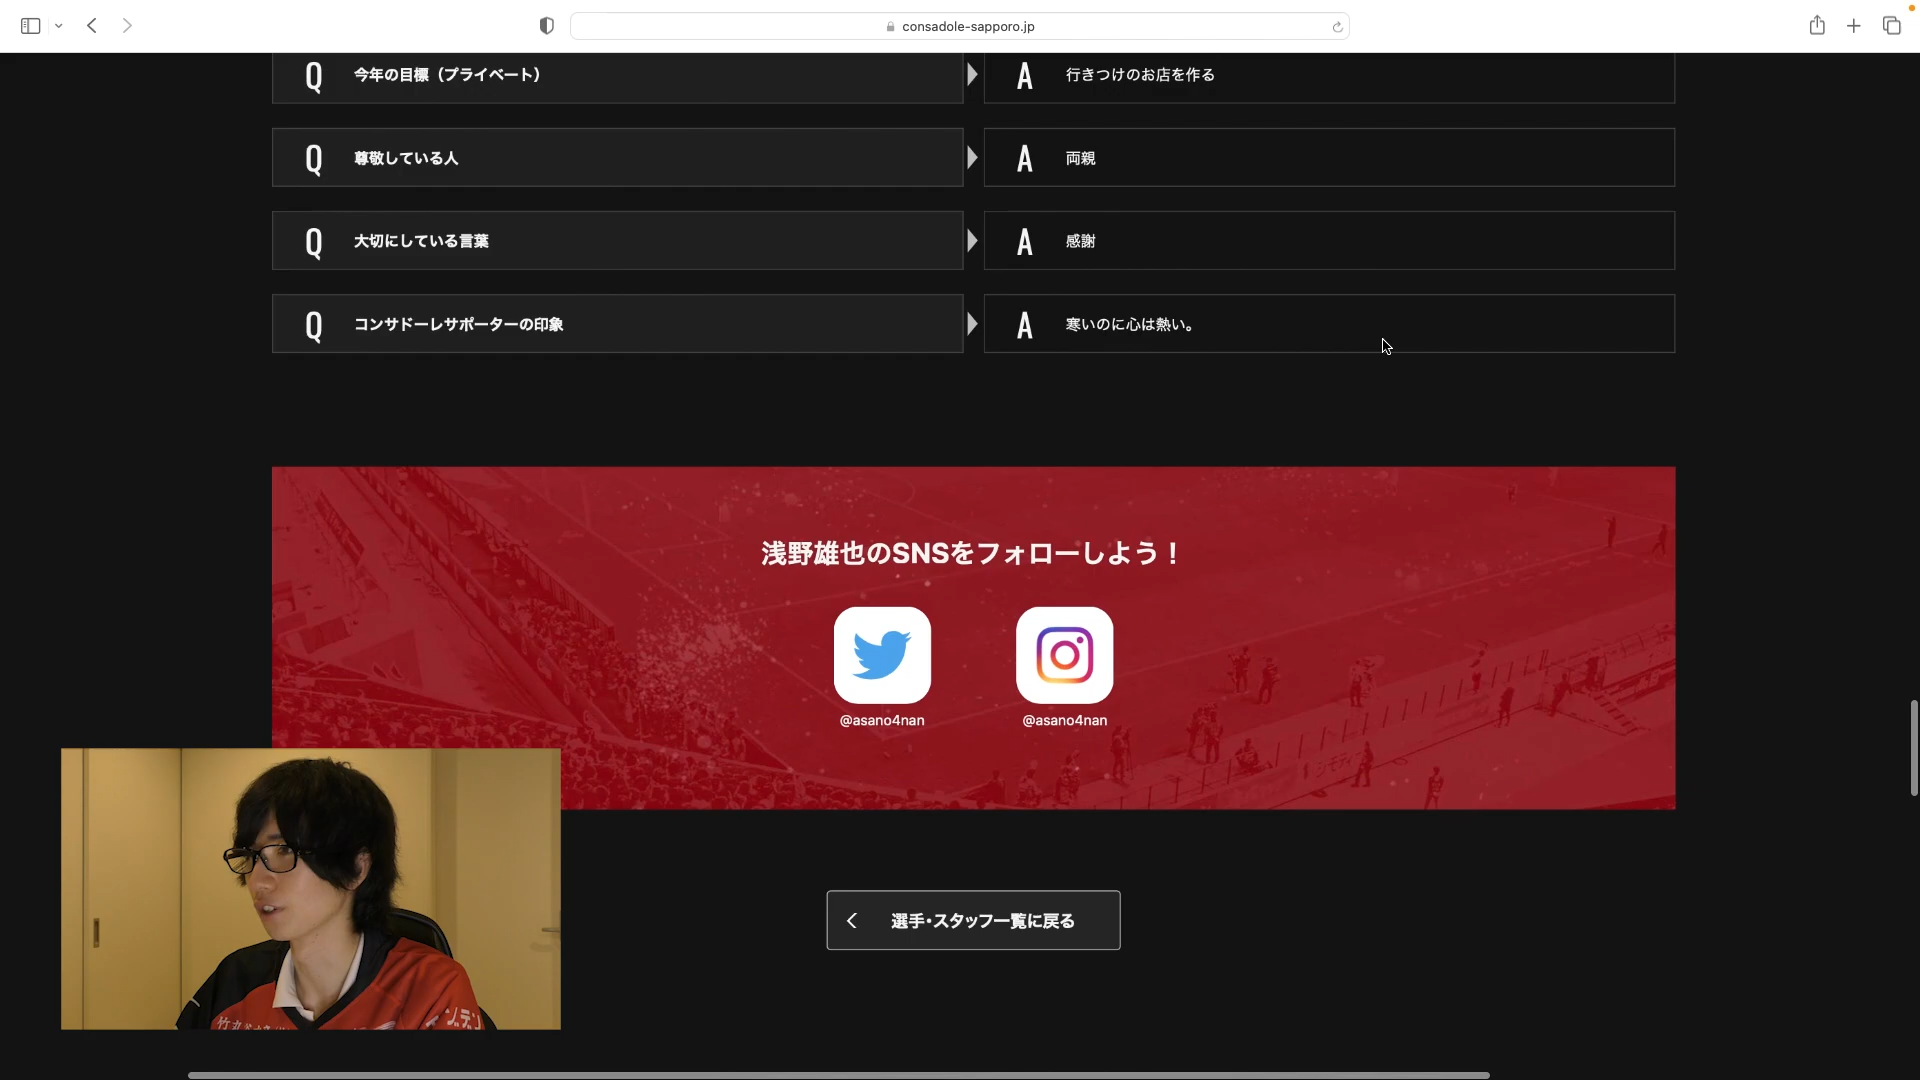 consadole-sapporo.jp
Q 今年の目標（プライベート） A 行きつけのお店を作る
Q 尊敬している人 A 両親
Q 大切にしている言葉 A 感謝
Q コンサドーレサポーターの印象 A 寒いのに心は熱い。
浅野雄也のSNSをフォローしよう！
@asano4nan @asano4nan
選手・スタッフ一覧に戻る